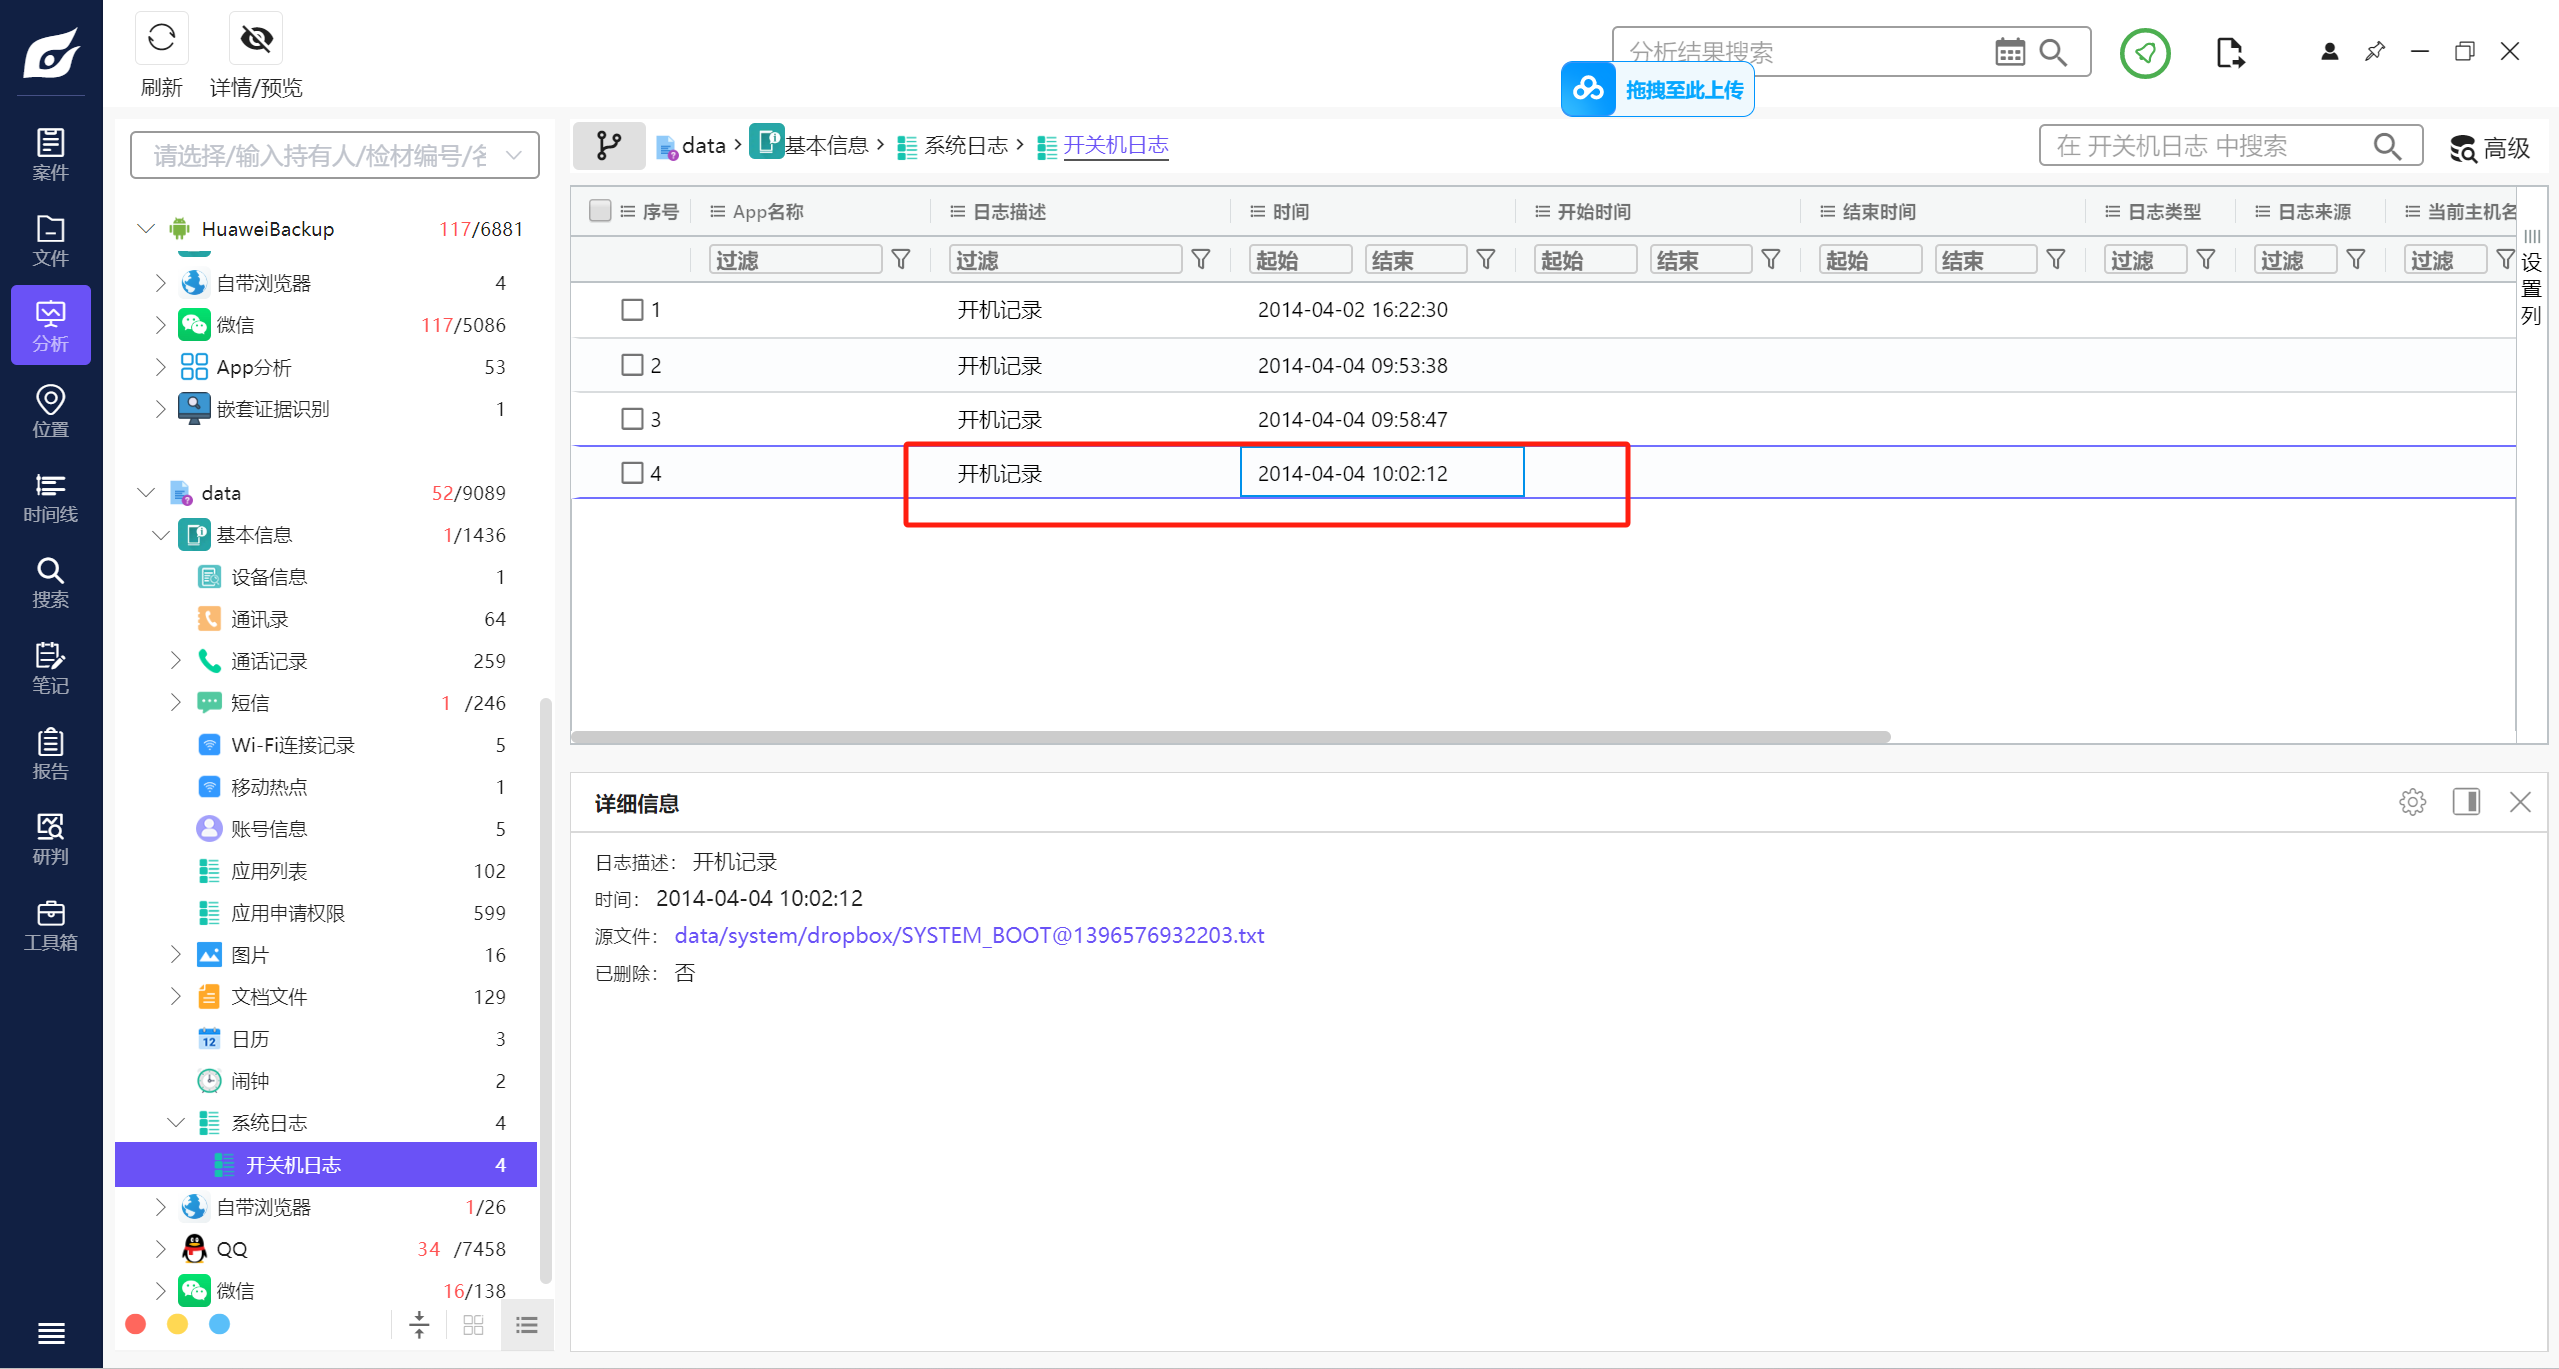 刷新
详情/预览
分析结果搜索
拖拽至此上传
案件
文件
分析
位置
时间线
搜索
笔记
报告
研判
工具箱
请选择/输入持有人/检材编号/名
HuaweiBackup 117/6881
自带浏览器 4
微信 117/5086
App分析 53
嵌套证据识别 1
data 52/9089
基本信息 1/1436
设备信息 1
通讯录 64
通话记录 259
短信 1 /246
Wi-Fi连接记录 5
移动热点 1
账号信息 5
应用列表 102
应用申请权限 599
图片 16
文档文件 129
12 日历 3
闹钟 2
系统日志 4
开关机日志 4
自带浏览器 1/26
QQ 34 /7458
微信 16/138
data › 基本信息 › 系统日志 › 开关机日志
在 开关机日志 中搜索
高级
序号 App名称 日志描述 时间 开始时间 结束时间 日志类型 日志来源 当前主机名
过滤 过滤 起始 结束 起始 结束 起始 结束 过滤 过滤 过滤
设置列
1 开机记录 2014-04-02 16:22:30
2 开机记录 2014-04-04 09:53:38
3 开机记录 2014-04-04 09:58:47
4 开机记录 2014-04-04 10:02:12
详细信息
日志描述： 开机记录
时间： 2014-04-04 10:02:12
源文件： data/system/dropbox/SYSTEM_BOOT@1396576932203.txt
已删除： 否